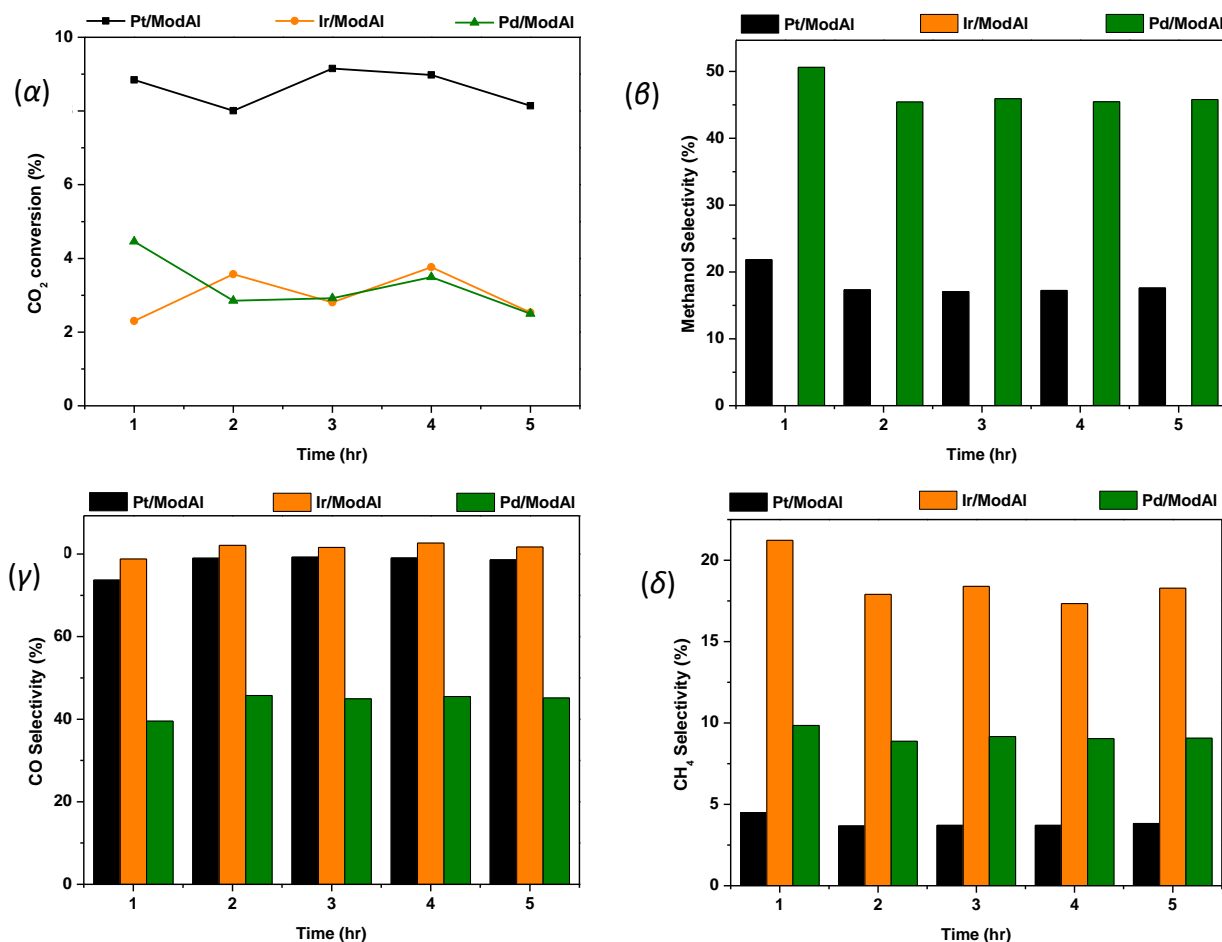 Pt/ModAl Ir/ModAl Pd/ModAl
(α)
CO₂ conversion (%)
10
8
6
4
2
0
1 2 3 4 5
Time (hr)
Pt/ModAl Ir/ModAl Pd/ModAl
(β)
Methanol Selectivity (%)
50
40
30
20
10
0
1 2 3 4 5
Time (hr)
Pt/ModAl Ir/ModAl Pd/ModAl
(γ)
CO Selectivity (%)
0
60
40
20
0
1 2 3 4 5
Time (hr)
Pt/ModAl Ir/ModAl Pd/ModAl
(δ)
CH₄ Selectivity (%)
20
15
10
5
0
1 2 3 4 5
Time (hr)